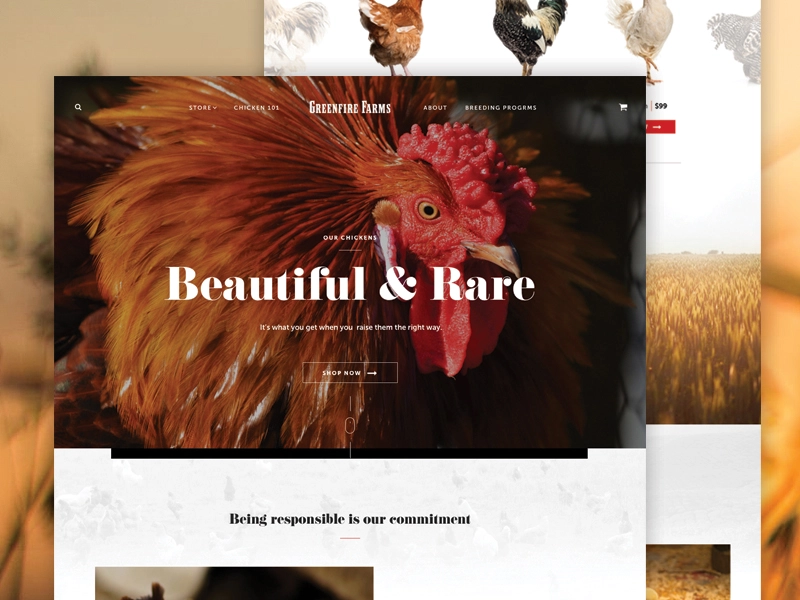 $99
STORE
CHICKEN 101
GREENFIRE FARMS
ABOUT
BREEDING PROGRMS
OUR CHICKENS
Beautiful & Rare
It's what you get when you raise them the right way.
SHOP NOW
Being responsible is our commitment